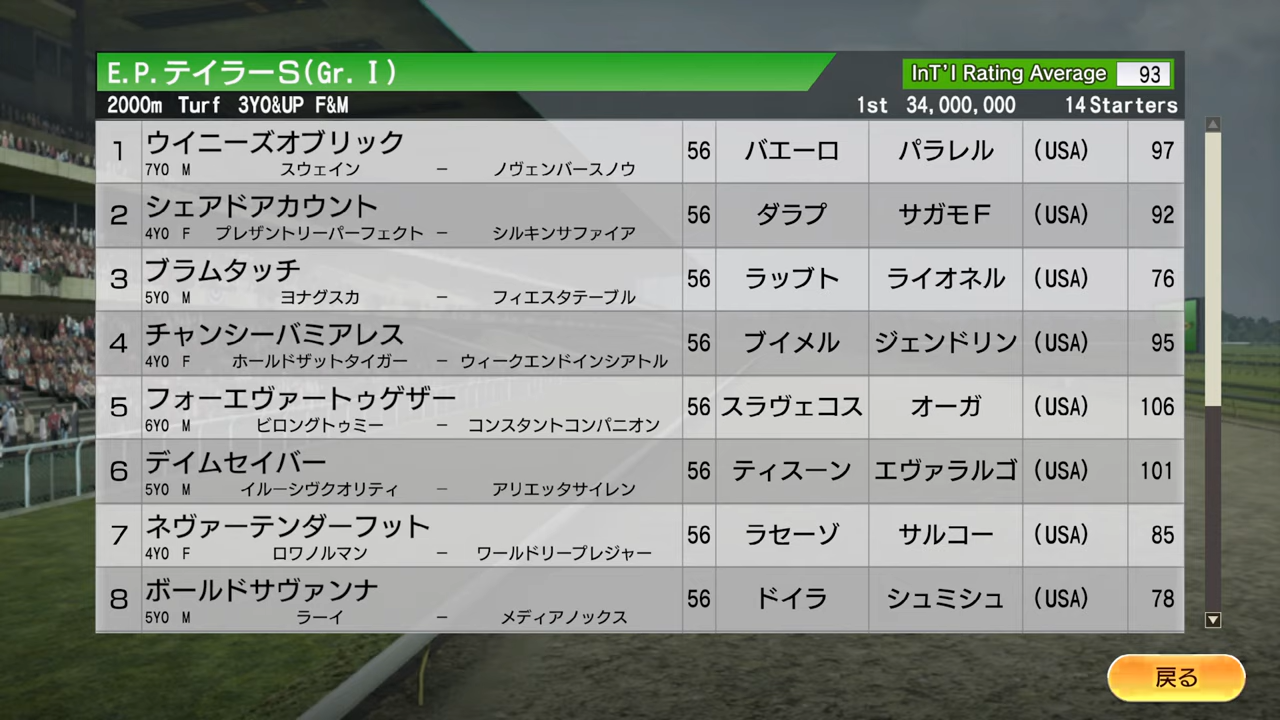 E.P.テイラーS(Gr.Ⅰ)
InT'l Rating Average 93
2000m Turf 3YO&UP F&M 1st 34,000,000 14Starters
1 ウイニーズオブリック 56 バエーロ パラレル (USA) 97
7YO M スウェイン － ノヴェンバースノウ
2 シェアドアカウント 56 ダラプ サガモF (USA) 92
4YO F プレザントリーパーフェクト － シルキンサファイア
3 ブラムタッチ 56 ラッブト ライオネル (USA) 76
5YO M ヨナグスカ － フィエスタテーブル
4 チャンシーバミアレス 56 ブイメル ジェンドリン (USA) 95
4YO F ホールドザットタイガー － ウィークエンドインシアトル
5 フォーエヴァートゥゲザー 56 スラヴェコス オーガ (USA) 106
6YO M ビロングトゥミー － コンスタントコンパニオン
6 デイムセイバー 56 ティスーン エヴァラルゴ (USA) 101
5YO M イルーシヴクオリティ － アリエッタサイレン
7 ネヴァーテンダーフット 56 ラセーゾ サルコー (USA) 85
4YO F ロワノルマン － ワールドリープレジャー
8 ボールドサヴァンナ 56 ドイラ シュミシュ (USA) 78
5YO M ラーイ － メディアノックス
戻る